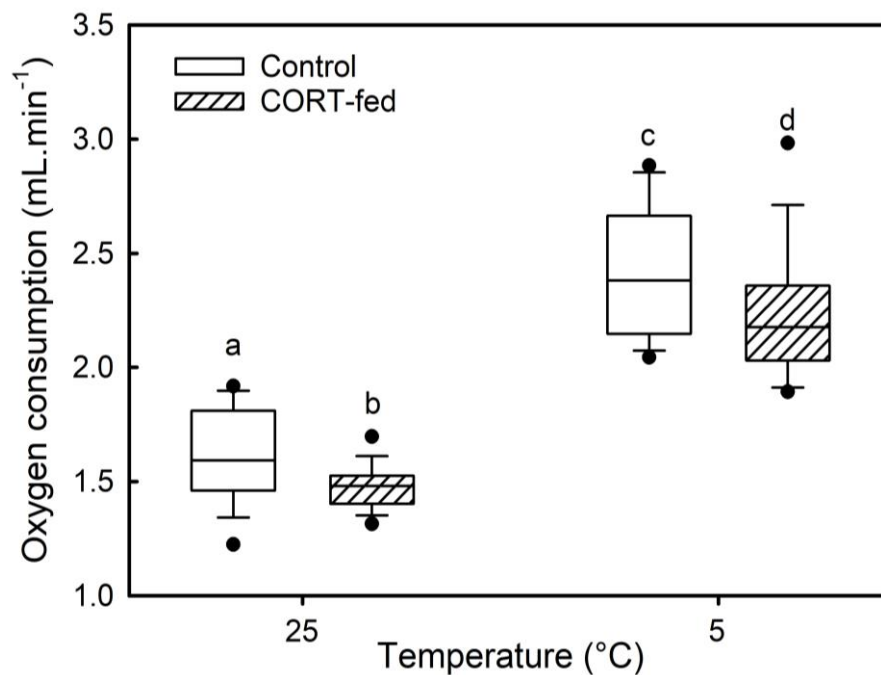 Control
CORT-fed
a
b
c
d
3.5
3.0
2.5
2.0
1.5
1.0
Oxygen consumption (mL.min⁻¹)
25
5
Temperature (°C)